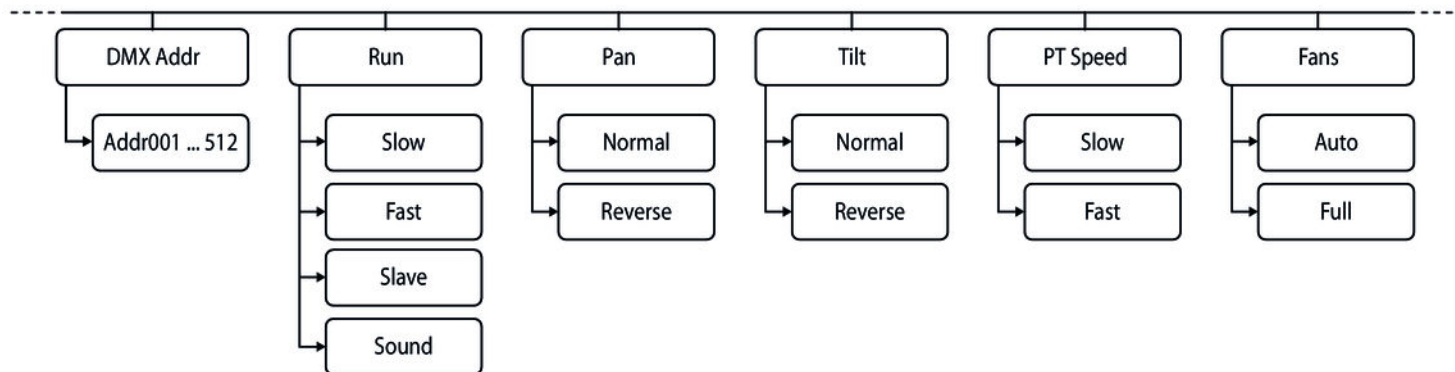 DMX Addr
Run
Pan
Tilt
PT Speed
Fans
Addr001 ... 512
Slow
Normal
Normal
Slow
Auto
Fast
Reverse
Reverse
Fast
Full
Slave
Sound